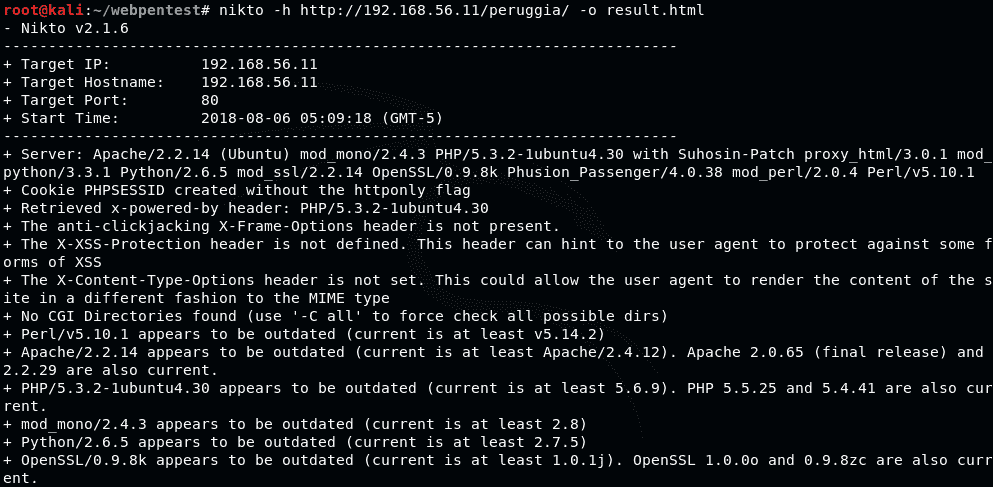 root@kali:~/webpentest# nikto -h http://192.168.56.11/peruggia/ -o result.html
- Nikto v2.1.6
---------------------------------------------------------------------------
+ Target IP:          192.168.56.11
+ Target Hostname:    192.168.56.11
+ Target Port:        80
+ Start Time:         2018-08-06 05:09:18 (GMT-5)
---------------------------------------------------------------------------
+ Server: Apache/2.2.14 (Ubuntu) mod_mono/2.4.3 PHP/5.3.2-1ubuntu4.30 with Suhosin-Patch proxy_html/3.0.1 mod_
python/3.3.1 Python/2.6.5 mod_ssl/2.2.14 OpenSSL/0.9.8k Phusion_Passenger/4.0.38 mod_perl/2.0.4 Perl/v5.10.1
+ Cookie PHPSESSID created without the httponly flag
+ Retrieved x-powered-by header: PHP/5.3.2-1ubuntu4.30
+ The anti-clickjacking X-Frame-Options header is not present.
+ The X-XSS-Protection header is not defined. This header can hint to the user agent to protect against some f
orms of XSS
+ The X-Content-Type-Options header is not set. This could allow the user agent to render the content of the s
ite in a different fashion to the MIME type
+ No CGI Directories found (use '-C all' to force check all possible dirs)
+ Perl/v5.10.1 appears to be outdated (current is at least v5.14.2)
+ Apache/2.2.14 appears to be outdated (current is at least Apache/2.4.12). Apache 2.0.65 (final release) and
2.2.29 are also current.
+ PHP/5.3.2-1ubuntu4.30 appears to be outdated (current is at least 5.6.9). PHP 5.5.25 and 5.4.41 are also cur
rent.
+ mod_mono/2.4.3 appears to be outdated (current is at least 2.8)
+ Python/2.6.5 appears to be outdated (current is at least 2.7.5)
+ OpenSSL/0.9.8k appears to be outdated (current is at least 1.0.1j). OpenSSL 1.0.0o and 0.9.8zc are also curr
ent.